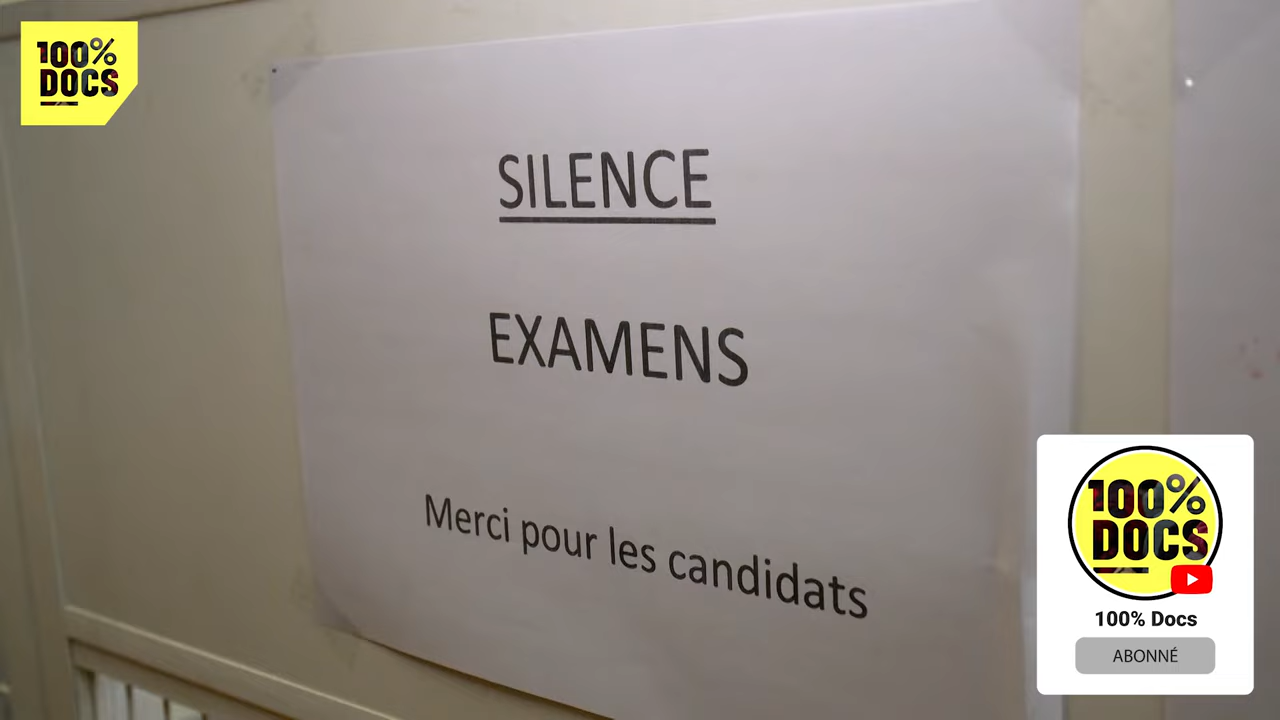 100%
DOCS
SILENCE
EXAMENS
Merci pour les candidats
100%
DOCS
100% Docs
ABONNÉ